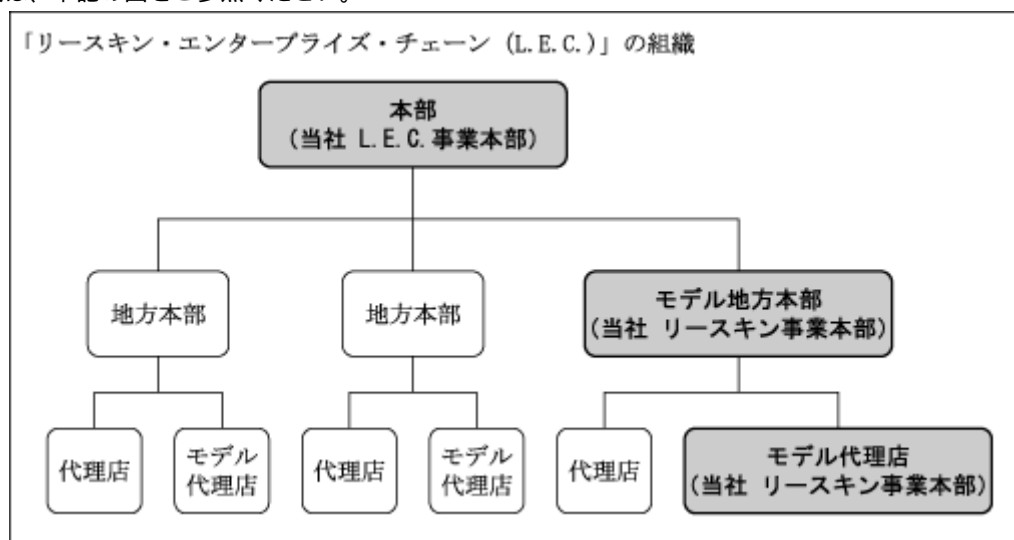 「リースキン・エンタープライズ・チェーン (L.E.C.)」の組織
本部
(当社 L.E.C.事業本部)
地方本部
地方本部
モデル地方本部
(当社 リースキン事業本部)
代理店
モデル
代理店
代理店
モデル
代理店
代理店
モデル代理店
(当社 リースキン事業本部)